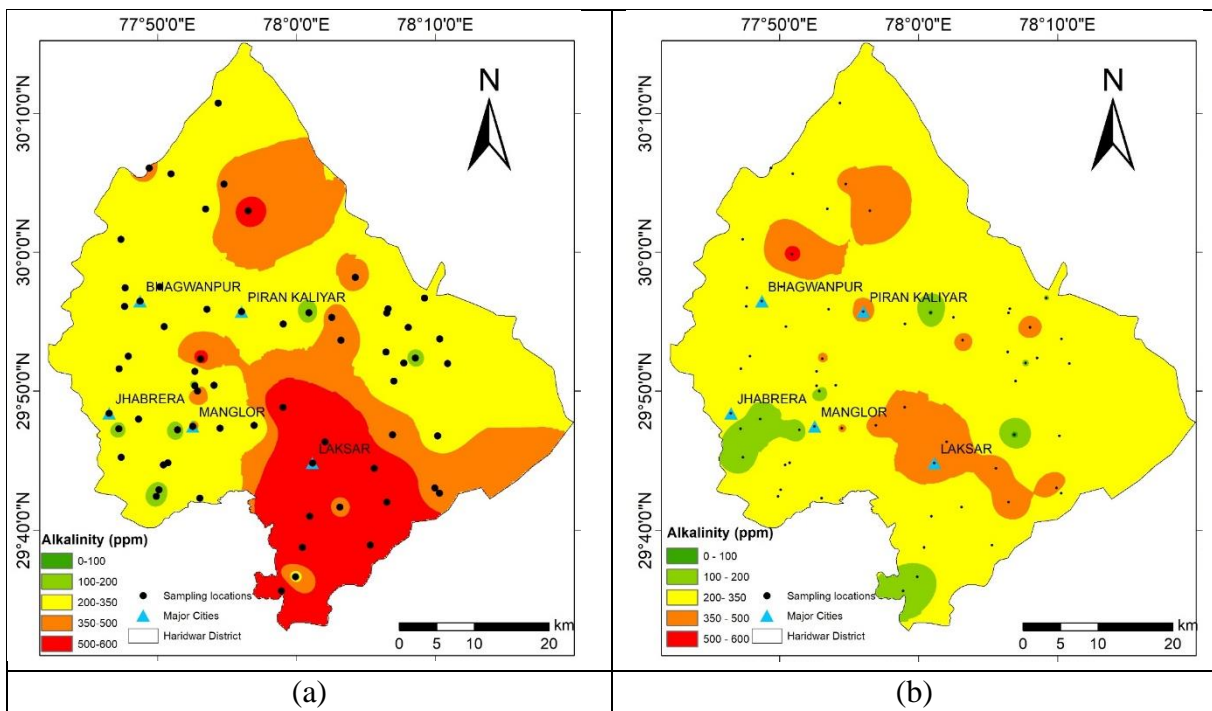 77°50'0"E 78°0'0"E 78°10'0"E
30°10'0"N
30°0'0"N
29°50'0"N
29°40'0"N
N
BHAGWANPUR
PIRAN KALIYAR
JHABRERA
MANGLOR
LAKSAR
Alkalinity (ppm)
0-100
100-200
200-350
350-500
500-600
Sampling locations
Major Cities
Haridwar District
km
0 5 10 20
(a)
77°50'0"E 78°0'0"E 78°10'0"E
30°10'0"N
30°0'0"N
29°50'0"N
29°40'0"N
N
BHAGWANPUR
PIRAN KALIYAR
JHABRERA
MANGLOR
LAKSAR
Alkalinity (ppm)
0 - 100
100 - 200
200- 350
350 - 500
500 - 600
Sampling locations
Major Cities
Haridwar District
km
0 5 10 20
(b)